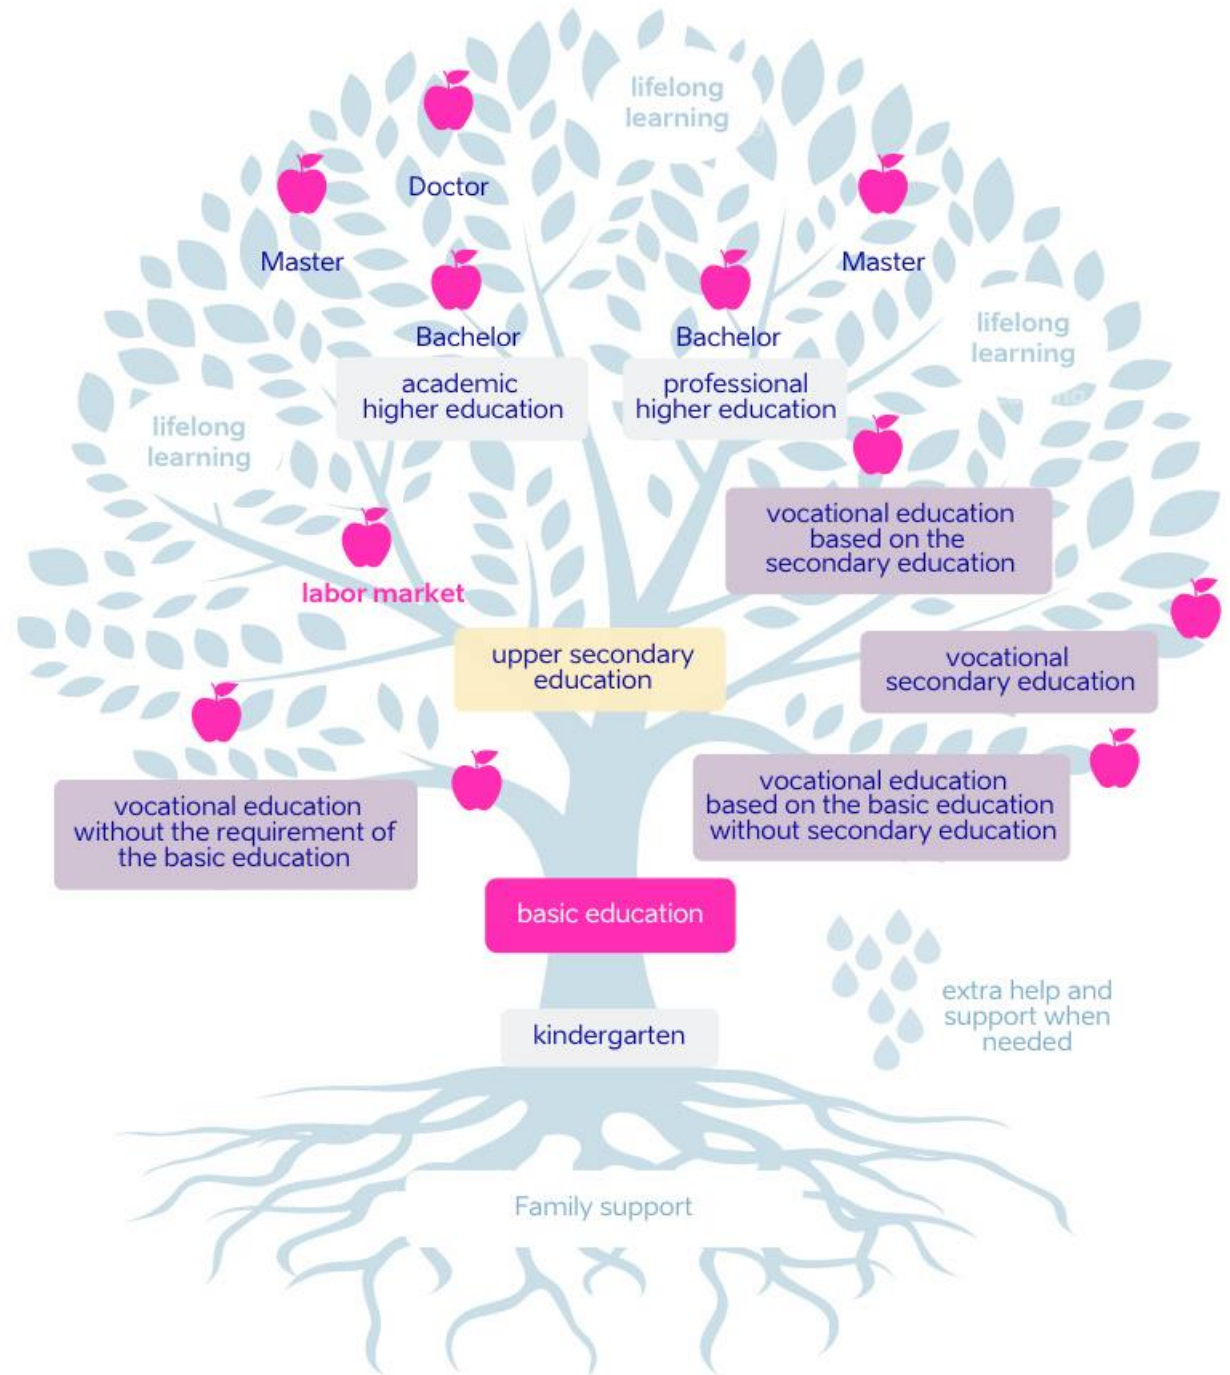 lifelong
learning
Doctor
Master
Master
Bachelor
Bachelor
academic
higher education
professional
higher education
lifelong
learning
lifelong
learning
vocational education
based on the
secondary education
labor market
upper secondary
education
vocational
secondary education
vocational education
without the requirement of
the basic education
vocational education
based on the basic education
without secondary education
basic education
extra help and
support when
needed
kindergarten
Family support